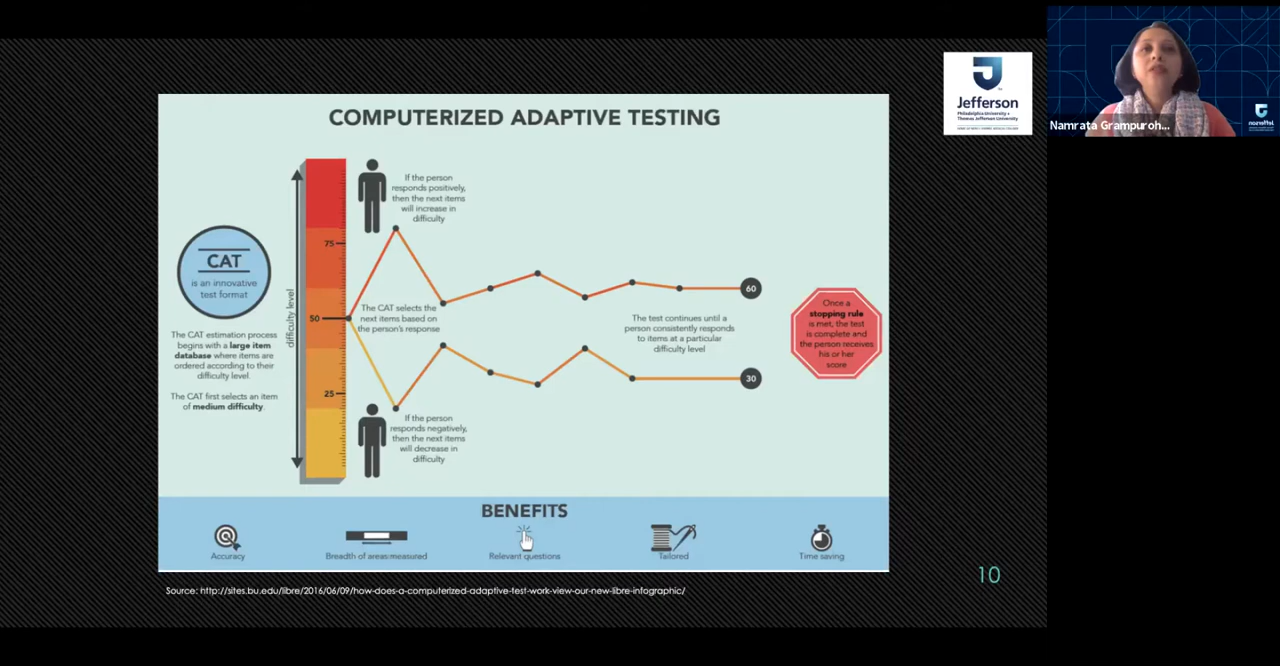 COMPUTERIZED ADAPTIVE TESTING
CAT
is an innovative
test format
The CAT estimation process
begins with a large item
database where items are
ordered according to their
difficulty level.
The CAT first selects an item
of medium difficulty.
difficulty level
75
50
25
If the person
responds positively,
then the next items
will increase in
difficulty
The CAT selects the
next items based on
the person's response
If the person
responds negatively,
then the next items
will decrease in
difficulty
The test continues until a
person consistently responds
to items at a particular
difficulty level
60
30
Once a
stopping rule
is met, the test
is complete and
the person receives
his or her
score
BENEFITS
Accuracy
Breadth of areas measured
Relevant questions
Tailored
Time saving
Source: http://sites.bu.edu/libre/2016/06/09/how-does-a-computerized-adaptive-test-work-view-our-new-libre-infographic/
10
Jefferson
Philadelphia University +
Thomas Jefferson University
Namrata Grampuroh...